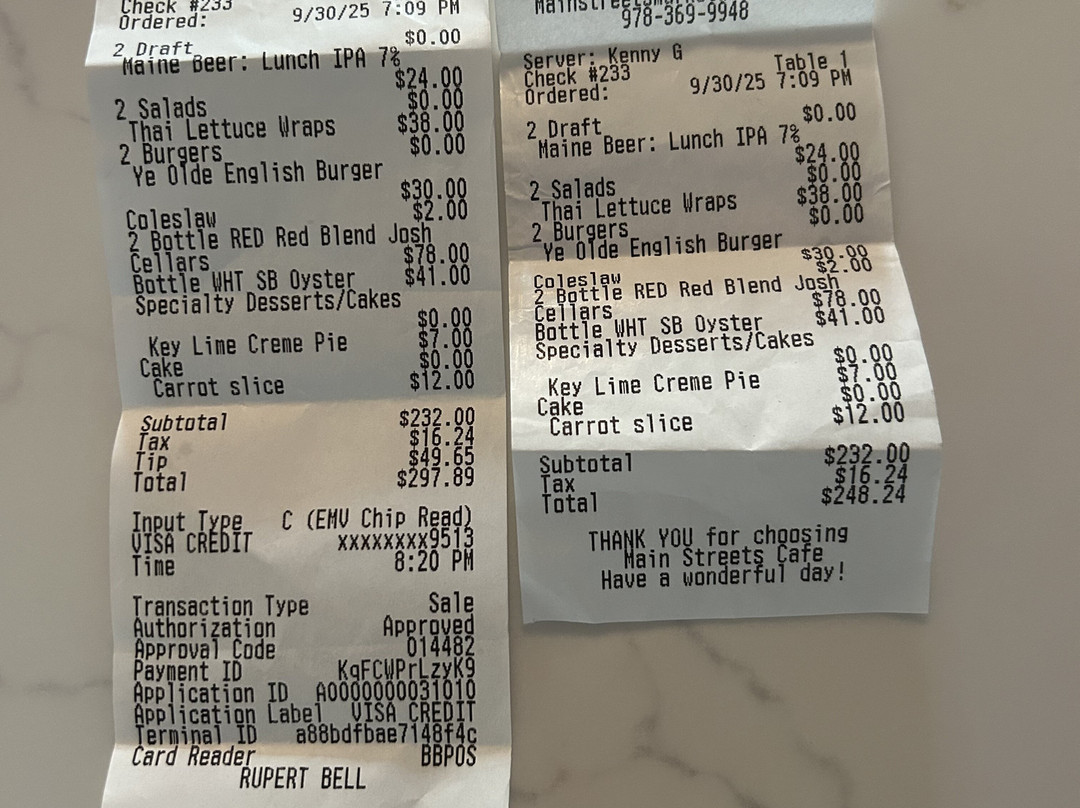 Check #233
Ordered: 9/30/25 7:09 PM
$0.00
2 Draft
Maine Beer: Lunch IPA 7%
$24.00
$0.00
2 Salads
Thai Lettuce Wraps $38.00
2 Burgers $0.00
Ye Olde English Burger
$30.00
$2.00
Coleslaw
2 Bottle RED Red Blend Josh
Cellars $78.00
Bottle WHT SB Oyster $41.00
Specialty Desserts/Cakes
$0.00
Key Lime Creme Pie $7.00
Cake $0.00
Carrot slice $12.00
Subtotal $232.00
Tax $16.24
Tip $49.65
Total $297.89
Input Type C (EMV Chip Read)
VISA CREDIT xxxxxxxx9513
Time 8:20 PM
Transaction Type Sale
Authorization Approved
Approval Code 014482
Payment ID KqFCWPrLzyK9
Application ID A0000000031010
Application Label VISA CREDIT
Terminal ID a88bdfbae7148f4c
Card Reader BBPOS
RUPERT BELL
978-369-9948
Server: Kenny G Table 1
Check #233
Ordered: 9/30/25 7:09 PM
$0.00
2 Draft
Maine Beer: Lunch IPA 7%
$24.00
$0.00
2 Salads
Thai Lettuce Wraps $38.00
2 Burgers $0.00
Ye Olde English Burger
$30.00
$2.00
Coleslaw
2 Bottle RED Red Blend Josh
Cellars $78.00
Bottle WHT SB Oyster $41.00
Specialty Desserts/Cakes
$0.00
Key Lime Creme Pie $7.00
Cake $0.00
Carrot slice $12.00
Subtotal $232.00
Tax $16.24
Total $248.24
THANK YOU for choosing
Main Streets Cafe
Have a wonderful day!